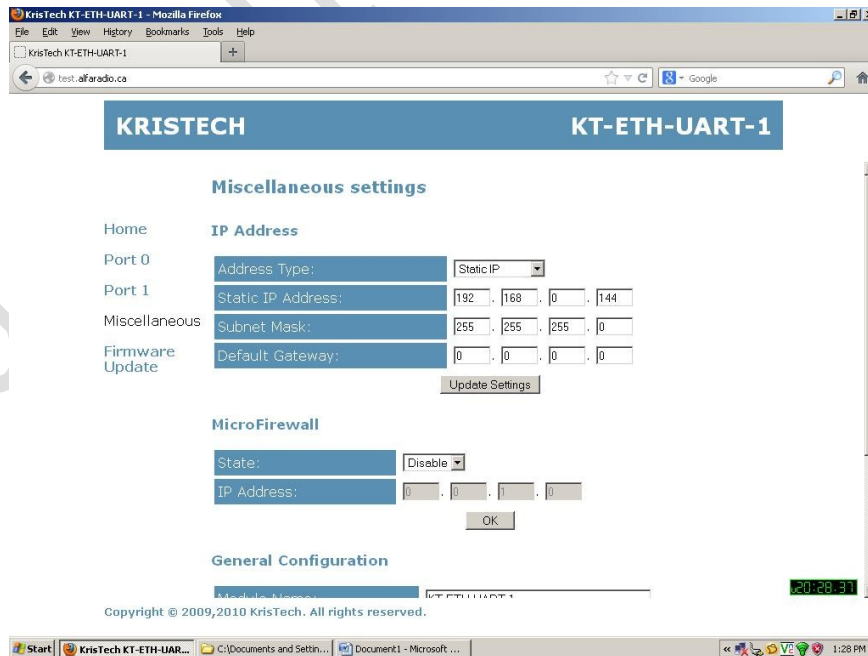 KrisTech KT-ETH-UART-1 - Mozilla Firefox
File Edit View History Bookmarks Tools Help
KrisTech KT-ETH-UART-1 +
test.alfaradio.ca Google
KRISTECH KT-ETH-UART-1
Miscellaneous settings
Home
Port 0
Port 1
Miscellaneous
Firmware
Update
IP Address
Address Type: Static IP
Static IP Address: 192 . 168 . 0 . 144
Subnet Mask: 255 . 255 . 255 . 0
Default Gateway: 0 . 0 . 0 . 0
Update Settings
MicroFirewall
State: Disable
IP Address: 0 . 0 . 1 . 0
OK
General Configuration
Module Name: KT-ETH-UART-1
20:28:31
Copyright © 2009,2010 KrisTech. All rights reserved.
Start KrisTech KT-ETH-UAR... C:\Documents and Settin... Document1 - Microsoft ... 1:28 PM